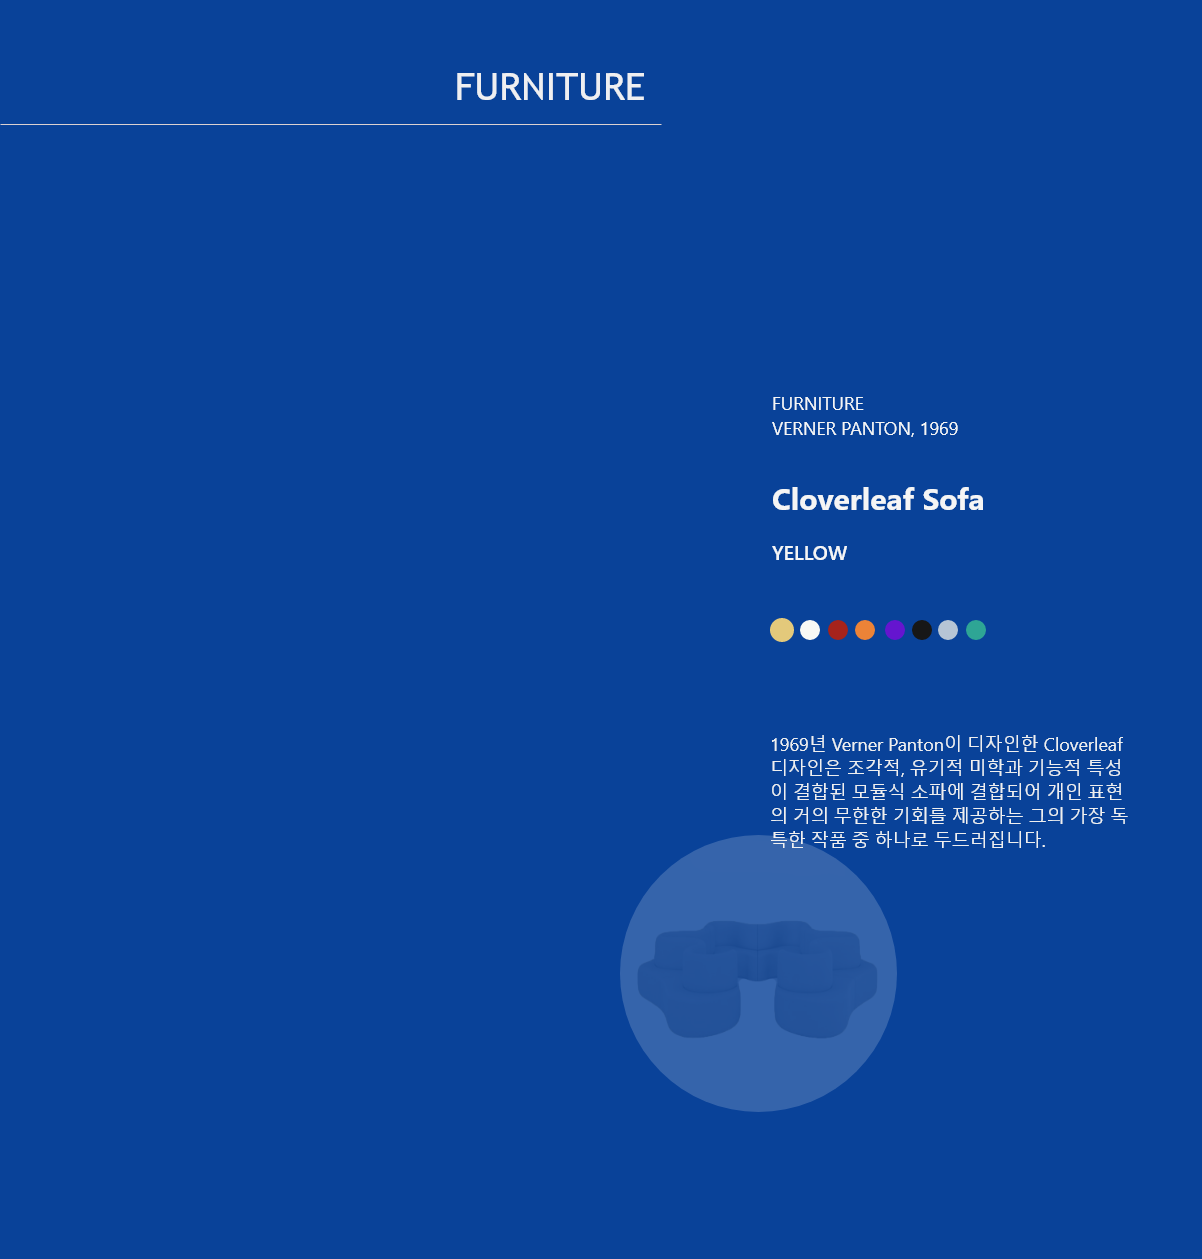 FURNITURE
FURNITURE
VERNER PANTON, 1969
Cloverleaf Sofa
YELLOW
1969년 Verner Panton이 디자인한 Cloverleaf
디자인은 조각적, 유기적 미학과 기능적 특성
이 결합된 모듈식 소파에 결합되어 개인 표현
의 거의 무한한 기회를 제공하는 그의 가장 독
특한 작품 중 하나로 두드러집니다.